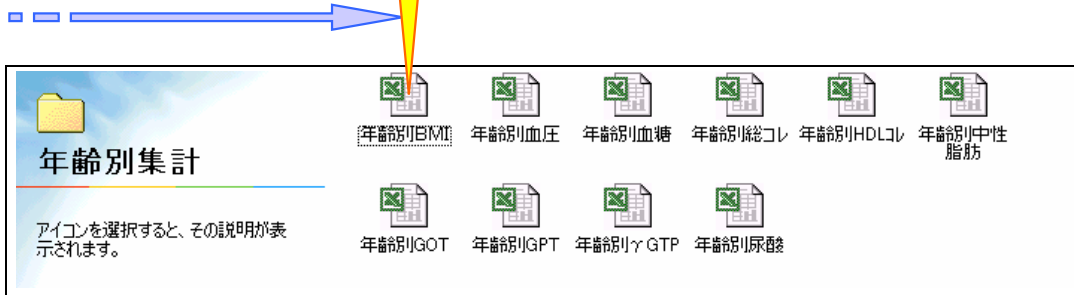 年齢別集計
アイコンを選択すると、その説明が表
示されます。
年齢別BMI
年齢別血圧
年齢別血糖
年齢別総コレ
年齢別HDLコレ
年齢別中性
脂肪
年齢別GOT
年齢別GPT
年齢別γGTP
年齢別尿酸